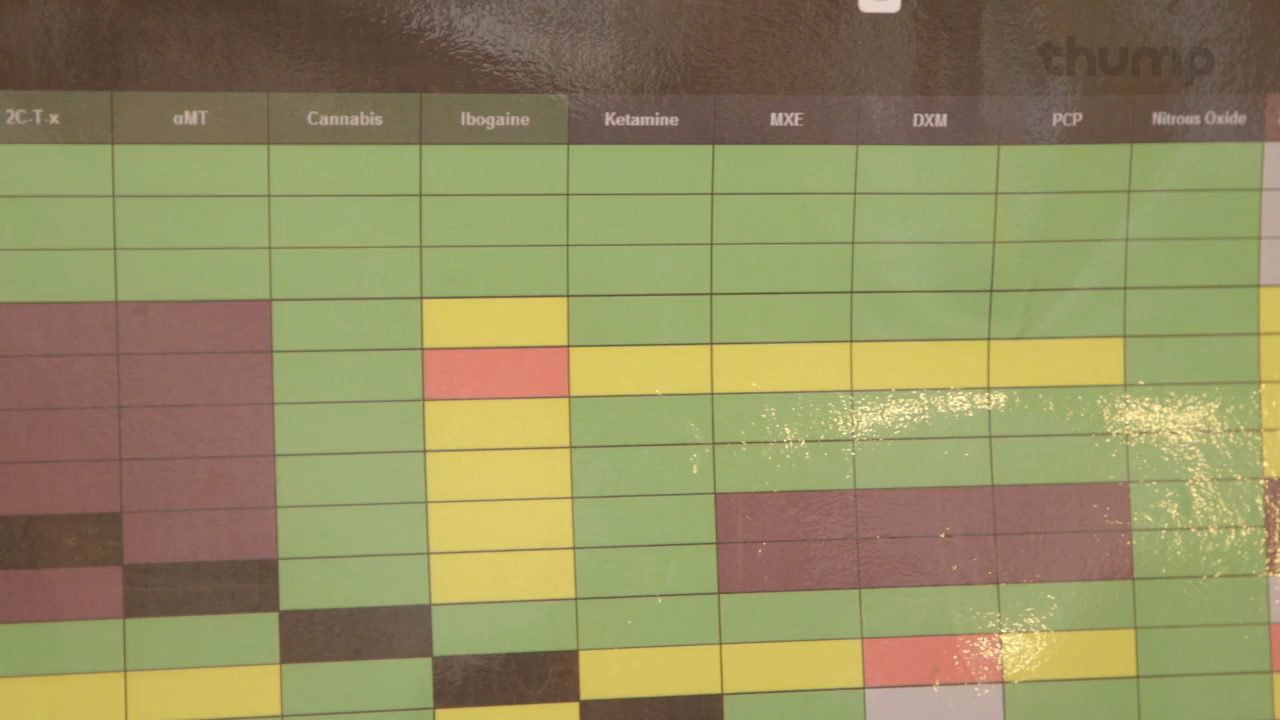 thump
2C-T-x αMT Cannabis Ibogaine Ketamine MXE DXM PCP Nitrous Oxide